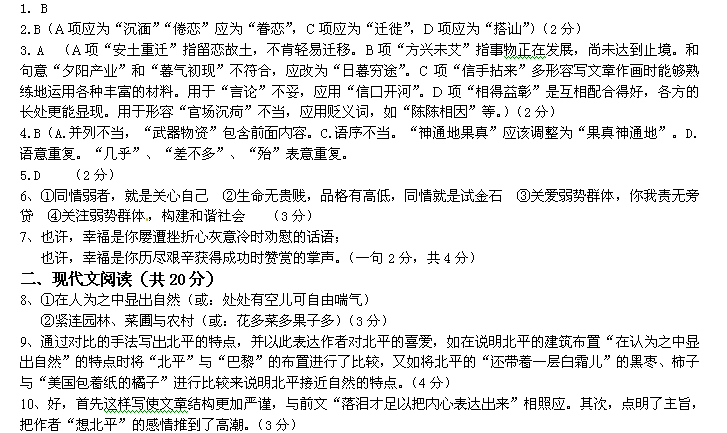 1. B
2.B（A项应为“沉湎”“倦恋”应为“眷恋”，C项应为“迁徙”，D项应为“搭讪”）(2分)
3. A （A项“安土重迁”指留恋故土，不肯轻易迁移。B项“方兴未艾”指事物正在发展，尚未达到止境。和
句意“夕阳产业”和“暮气初现”不符合，应改为“日暮穷途”。C 项“信手拈来”多形容写文章作画时能够熟
练地运用各种丰富的材料。用于“言论”不妥，应用“信口开河”。D 项“相得益彰”是互相配合得好，各方的
长处更能显现。用于形容“官场沉疴”不当，应用贬义词，如“陈陈相因”等。）(2分)
4.B（A.并列不当，“武器物资”包含前面内容。C.语序不当。“神通地果真”应该调整为“果真神通地”。D.
语意重复。“几乎”、“差不多”、“殆”表意重复。
5.D （2分）
6、①同情弱者，就是关心自己 ②生命无贵贱，品格有高低，同情就是试金石 ③关爱弱势群体，你我责无旁
贷 ④关注弱势群体，构建和谐社会 （3分）
7、也许，幸福是你屡遭挫折心灰意冷时劝慰的话语；
也许，幸福是你历尽艰辛获得成功时赞赏的掌声。(一句2分，共4分）
二、现代文阅读（共20分）
8、①在人为之中显出自然（或：处处有空儿可自由喘气）
②紧连园林、菜圃与农村（或：花多菜多果子多）(3分)
9、通过对比的手法写出北平的特点，并以此表达作者对北平的喜爱，如在说明北平的建筑布置“在认为之中显
出自然”的特点时将“北平”与“巴黎”的布置进行了比较，又如将北平的“还带着一层白霜儿”的黑枣、柿子
与“美国包着纸的橘子”进行比较来说明北平接近自然的特点。(4分)
10、好，首先这样写使文章结构更加严谨，与前文“落泪才足以把内心表达出来”相照应。其次，点明了主旨，
把作者“想北平”的感情推到了高潮。(3分)